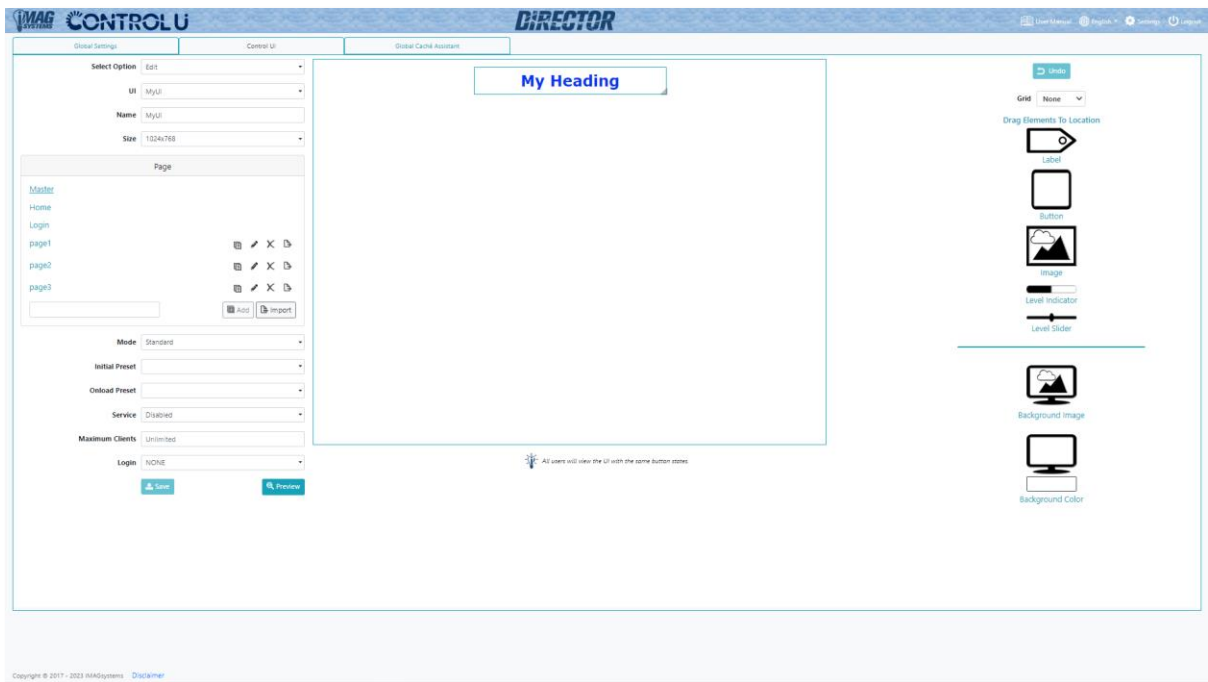 IMAG SYSTEMS CONTROL U
DiRECTOR
User Manual English Settings Logout
Global Settings Control UI Global Caché Assistant
Select Option Edit
UI MyUI
Name MyUI
Size 1024x768
Page
Master
Home
Login
page1
page2
page3
Add Import
Mode Standard
Initial Preset
Onload Preset
Service Disabled
Maximum Clients Unlimited
Login NONE
Save Preview
My Heading
All users will view the UI with the same button states.
Undo
Grid None
Drag Elements To Location
Label
Button
Image
Level Indicator
Level Slider
Background Image
Background Color
Copyright © 2017 - 2023 IMAGsystems Disclaimer